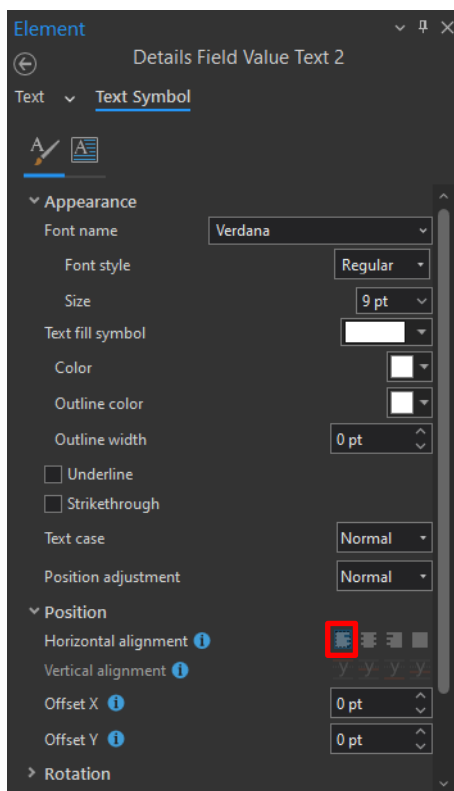 Element
Details Field Value Text 2
Text Text Symbol
A A
Appearance
Font name Verdana
Font style Regular
Size 9 pt
Text fill symbol
Color
Outline color
Outline width 0 pt
Underline
Strikethrough
Text case Normal
Position adjustment Normal
Position
Horizontal alignment
Vertical alignment y y y y
Offset X 0 pt
Offset Y 0 pt
Rotation